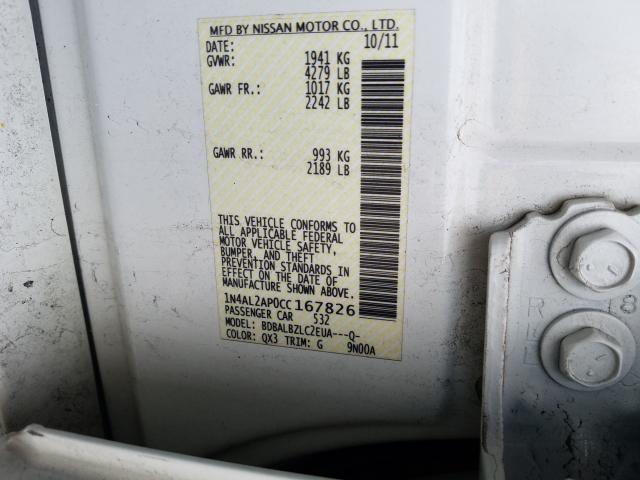 MFD BY NISSAN MOTOR CO., LTD.
DATE: 10/11
GVWR: 1941 KG
4279 LB
GAWR FR.: 1017 KG
2242 LB
GAWR RR.: 993 KG
2189 LB
THIS VEHICLE CONFORMS TO
ALL APPLICABLE FEDERAL
MOTOR VEHICLE SAFETY,
BUMPER, AND THEFT
PREVENTION STANDARDS IN
EFFECT ON THE DATE OF
MANUFACTURE SHOWN ABOVE.
1N4AL2AP0CC167826
PASSENGER CAR 532
MODEL: BDBALBZLC2EUA---Q-
COLOR: QX3 TRIM: G 9N00A
R
8